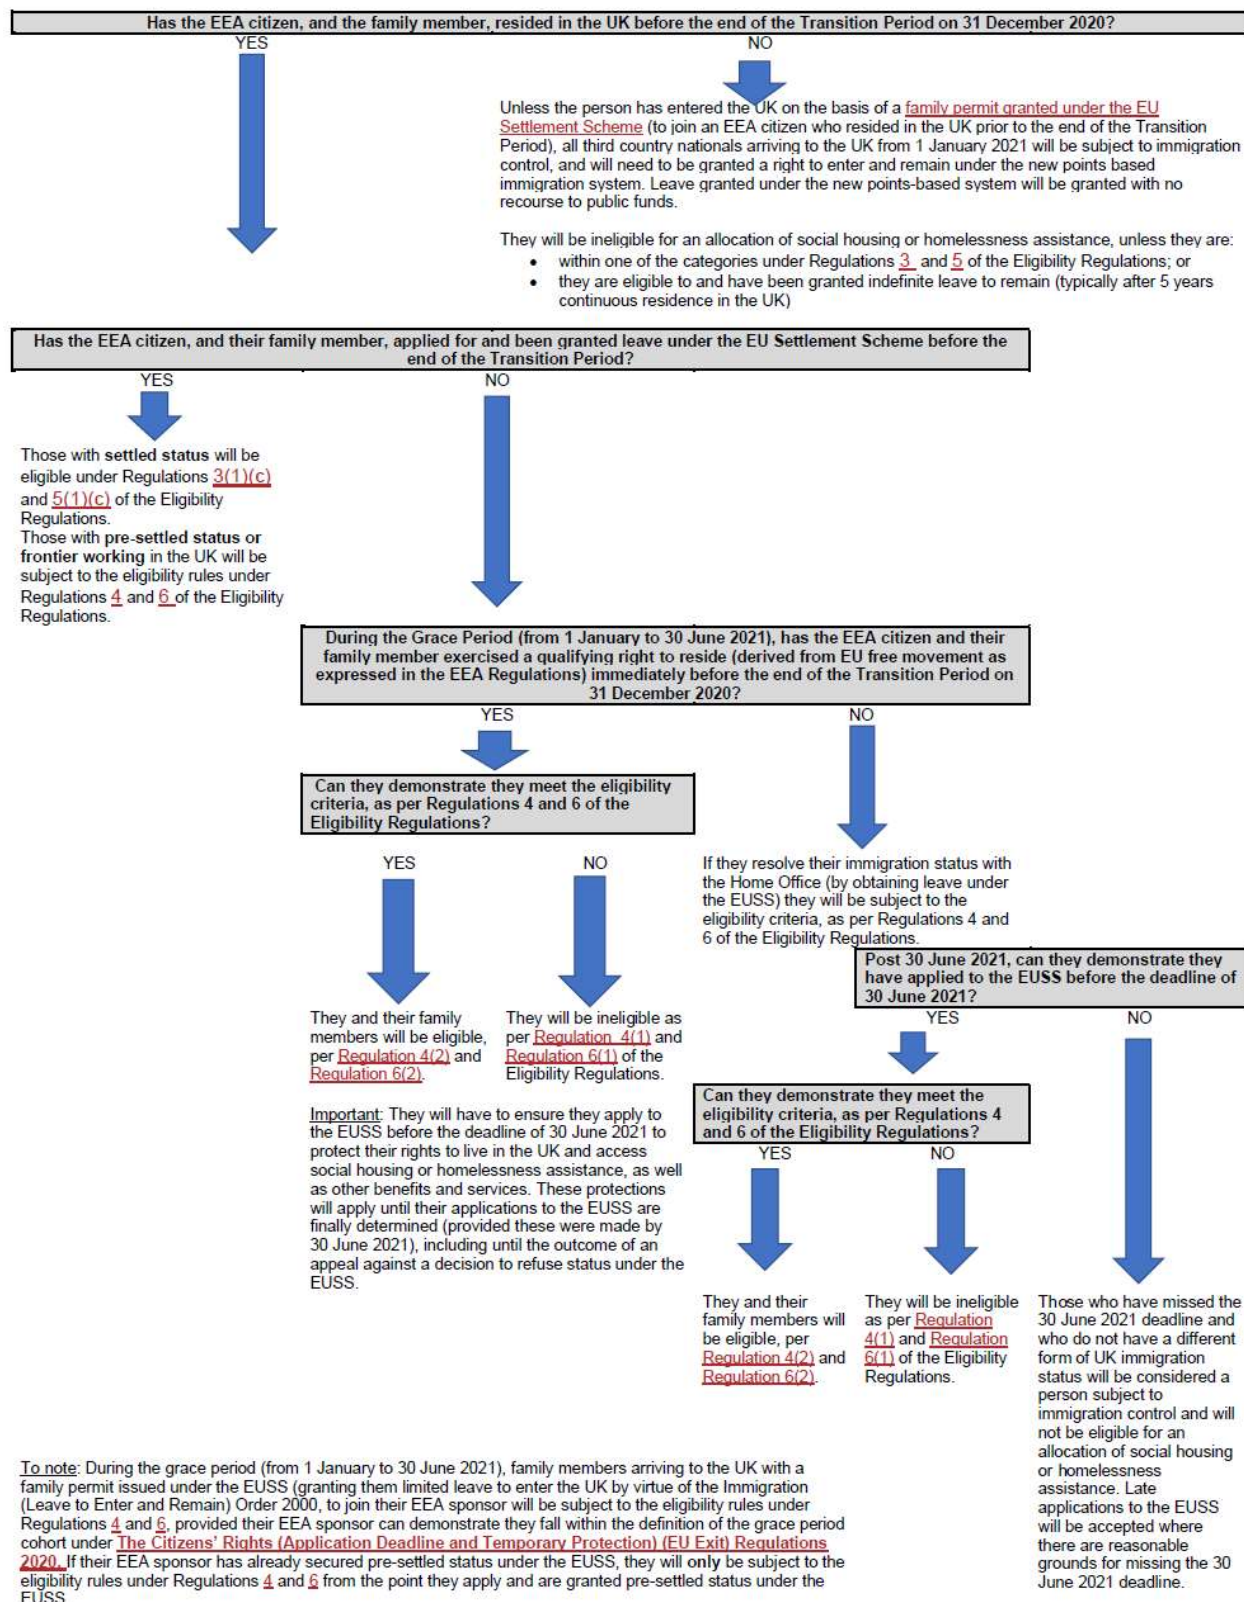 Has the EEA citizen, and the family member, resided in the UK before the end of the Transition Period on 31 December 2020?
YES
NO
Unless the person has entered the UK on the basis of a family permit granted under the EU
Settlement Scheme (to join an EEA citizen who resided in the UK prior to the end of the Transition
Period), all third country nationals arriving to the UK from 1 January 2021 will be subject to immigration
control, and will need to be granted a right to enter and remain under the new points based
immigration system. Leave granted under the new points-based system will be granted with no
recourse to public funds.
They will be ineligible for an allocation of social housing or homelessness assistance, unless they are:
• within one of the categories under Regulations 3 and 5 of the Eligibility Regulations; or
• they are eligible to and have been granted indefinite leave to remain (typically after 5 years
continuous residence in the UK)
Has the EEA citizen, and their family member, applied for and been granted leave under the EU Settlement Scheme before the
end of the Transition Period?
YES
NO
Those with settled status will be
eligible under Regulations 3(1)(c)
and 5(1)(c) of the Eligibility
Regulations.
Those with pre-settled status or
frontier working in the UK will be
subject to the eligibility rules under
Regulations 4 and 6 of the Eligibility
Regulations.
During the Grace Period (from 1 January to 30 June 2021), has the EEA citizen and their
family member exercised a qualifying right to reside (derived from EU free movement as
expressed in the EEA Regulations) immediately before the end of the Transition Period on
31 December 2020?
YES
NO
Can they demonstrate they meet the eligibility
criteria, as per Regulations 4 and 6 of the
Eligibility Regulations?
YES
NO
If they resolve their immigration status with
the Home Office (by obtaining leave under
the EUSS) they will be subject to the
eligibility criteria, as per Regulations 4 and
6 of the Eligibility Regulations.
Post 30 June 2021, can they demonstrate they
have applied to the EUSS before the deadline of
30 June 2021?
YES
NO
They and their family
members will be eligible,
per Regulation 4(2) and
Regulation 6(2).
They will be ineligible as
per Regulation 4(1) and
Regulation 6(1) of the
Eligibility Regulations.
Important: They will have to ensure they apply to
the EUSS before the deadline of 30 June 2021 to
protect their rights to live in the UK and access
social housing or homelessness assistance, as well
as other benefits and services. These protections
will apply until their applications to the EUSS are
finally determined (provided these were made by
30 June 2021), including until the outcome of an
appeal against a decision to refuse status under the
EUSS.
Can they demonstrate they meet the
eligibility criteria, as per Regulations 4
and 6 of the Eligibility Regulations?
YES
NO
They and their
family members will
be eligible, per
Regulation 4(2) and
Regulation 6(2).
They will be ineligible
as per Regulation
4(1) and Regulation
6(1) of the Eligibility
Regulations.
Those who have missed the
30 June 2021 deadline and
who do not have a different
form of UK immigration
status will be considered a
person subject to
immigration control and will
not be eligible for an
allocation of social housing
or homelessness
assistance. Late
applications to the EUSS
will be accepted where
there are reasonable
grounds for missing the 30
June 2021 deadline.
To note: During the grace period (from 1 January to 30 June 2021), family members arriving to the UK with a
family permit issued under the EUSS (granting them limited leave to enter the UK by virtue of the Immigration
(Leave to Enter and Remain) Order 2000, to join their EEA sponsor will be subject to the eligibility rules under
Regulations 4 and 6, provided their EEA sponsor can demonstrate they fall within the definition of the grace period
cohort under The Citizens' Rights (Application Deadline and Temporary Protection) (EU Exit) Regulations
2020. If their EEA sponsor has already secured pre-settled status under the EUSS, they will only be subject to the
eligibility rules under Regulations 4 and 6 from the point they apply and are granted pre-settled status under the
EUSS